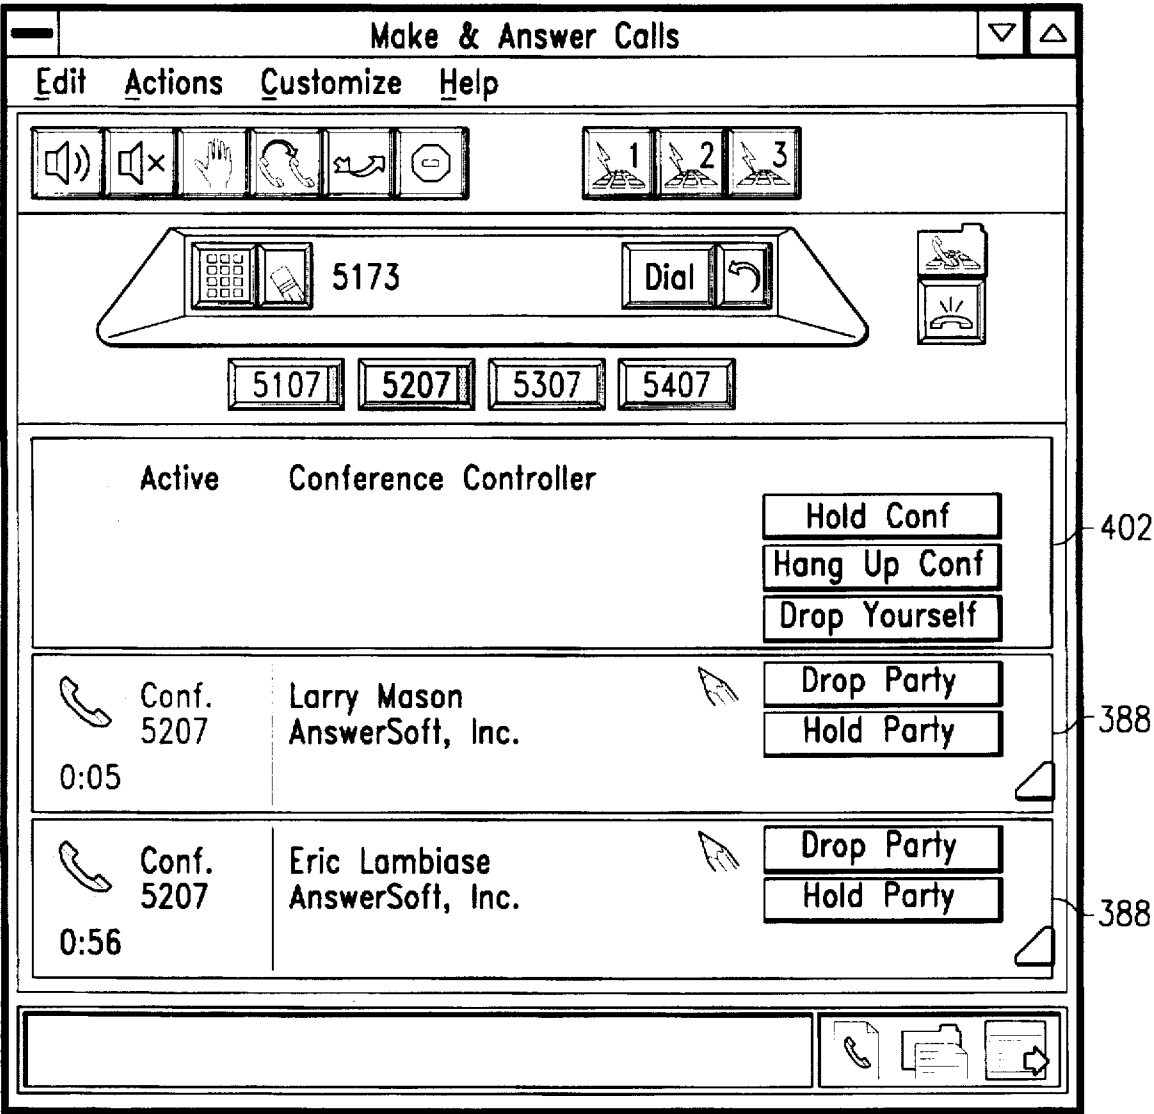 Make & Answer Calls
Edit Actions Customize Help
1 2 3
5173 Dial
5107 5207 5307 5407
Active Conference Controller
Hold Conf
402
Hang Up Conf
Drop Yourself
Conf. Larry Mason Drop Party
5207 AnswerSoft, Inc. Hold Party
388
0:05
Conf. Eric Lambiase Drop Party
5207 AnswerSoft, Inc. Hold Party
388
0:56